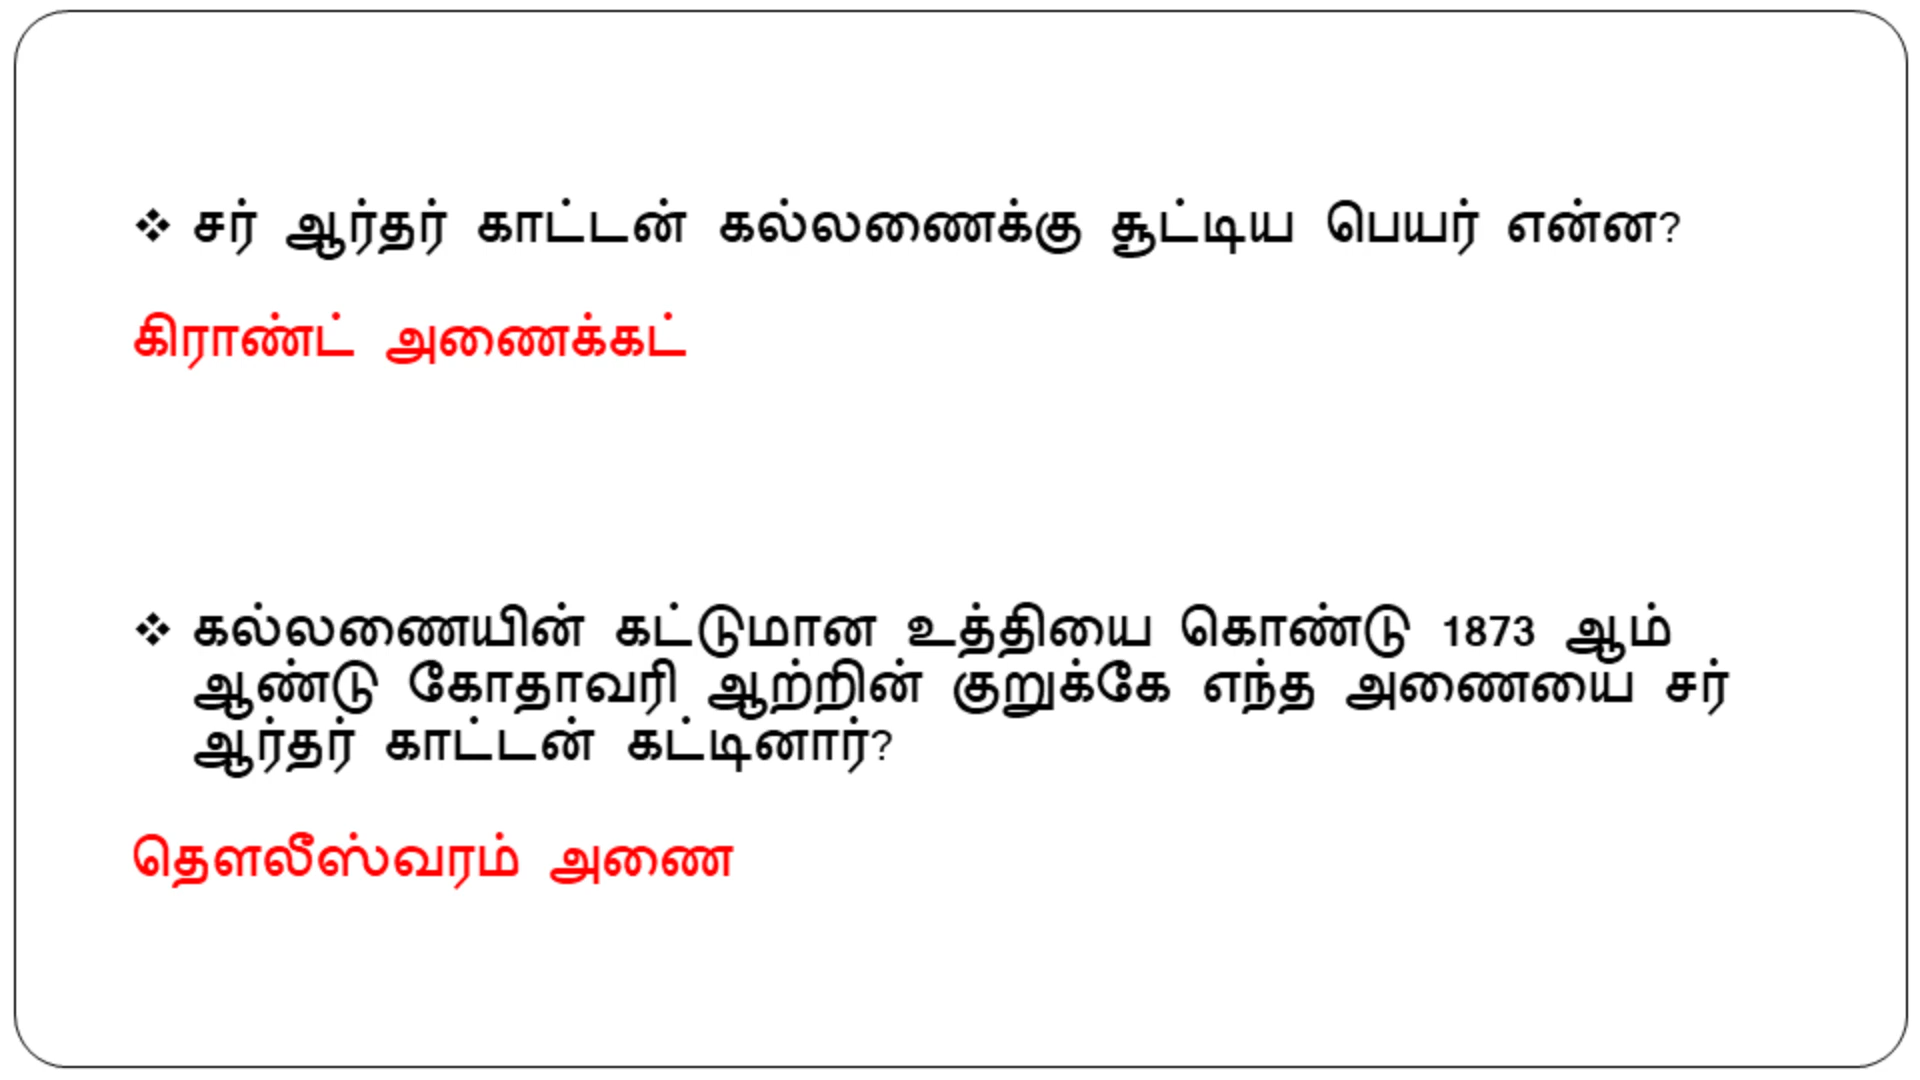 ❖ சர் ஆர்தர் காட்டன் கல்லணைக்கு சூட்டிய பெயர் என்ன?
கிராண்ட் அணைக்கட்
❖ கல்லணையின் கட்டுமான உத்தியை கொண்டு 1873 ஆம்
ஆண்டு கோதாவரி ஆற்றின் குறுக்கே எந்த அணையை சர்
ஆர்தர் காட்டன் கட்டினார்?
தௌலீஸ்வரம் அணை